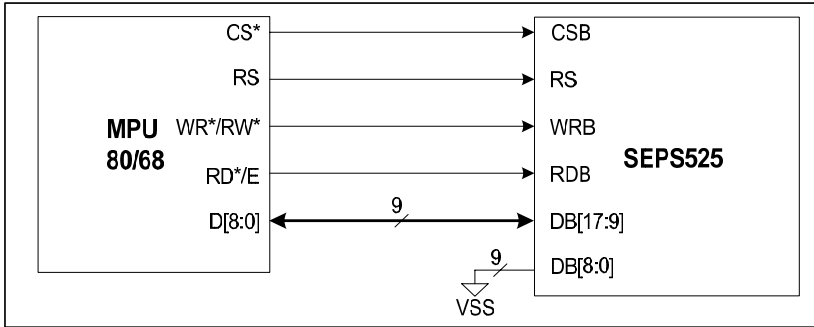 CS* CSB
RS RS
MPU 80/68
WR*/RW* WRB
SEPS525
RD*/E RDB
9
D[8:0] DB[17:9]
9
DB[8:0]
VSS